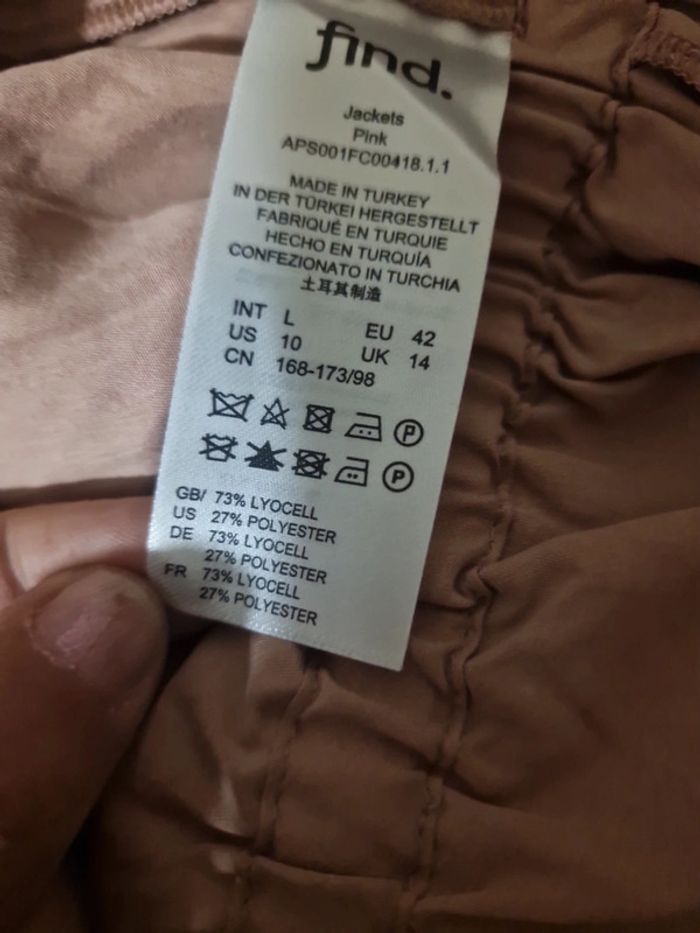 find.
Jackets
Pink
APS001FC00418.1.1
MADE IN TURKEY
IN DER TÜRKEI HERGESTELLT
FABRIQUÉ EN TURQUIE
HECHO EN TURQUÍA
CONFEZIONATO IN TURCHIA
土耳其制造
INT L EU 42
US 10 UK 14
CN 168-173/98
P
P
GB/ 73% LYOCELL
US 27% POLYESTER
DE 73% LYOCELL
27% POLYESTER
FR 73% LYOCELL
27% POLYESTER